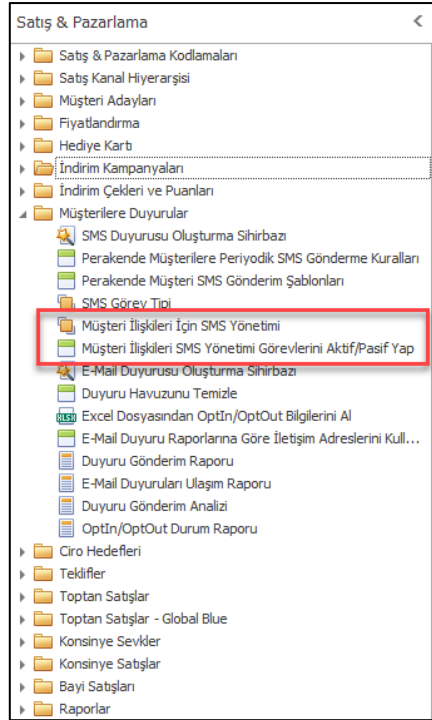 Satış & Pazarlama
Satış & Pazarlama Kodlamaları
Satış Kanal Hiyerarşisi
Müşteri Adayları
Fiyatlandırma
Hediye Kartı
İndirim Kampanyaları
İndirim Çekleri ve Puanları
Müşterilere Duyurular
SMS Duyurusu Oluşturma Sihirbazı
Perakende Müşterilere Periyodik SMS Gönderme Kuralları
Perakende Müşteri SMS Gönderim Şablonları
SMS Görev Tipi
Müşteri İlişkileri İçin SMS Yönetimi
Müşteri İlişkileri SMS Yönetimi Görevlerini Aktif/Pasif Yap
E-Mail Duyurusu Oluşturma Sihirbazı
Duyuru Havuzunu Temizle
XLSX Excel Dosyasından OptIn/OptOut Bilgilerini Al
E-Mail Duyuru Raporlarına Göre İletişim Adreslerini Kull...
Duyuru Gönderim Raporu
E-Mail Duyuruları Ulaşım Raporu
Duyuru Gönderim Analizi
OptIn/OptOut Durum Raporu
Ciro Hedefleri
Teklifler
Toptan Satışlar
Toptan Satışlar - Global Blue
Konsinye Sevkler
Konsinye Satışlar
Bayi Satışları
Raporlar